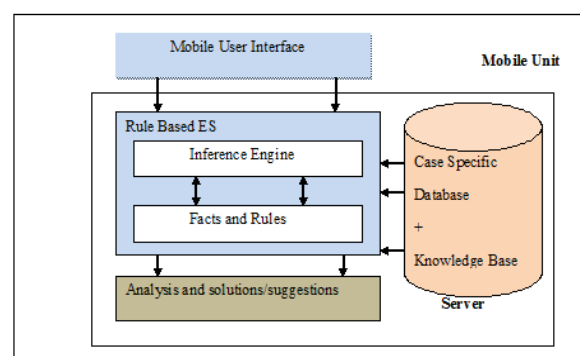 Mobile User Interface
Mobile Unit
Rule Based ES
Inference Engine
Facts and Rules
Case Specific
Database
+
Knowledge Base
Analysis and solutions/suggestions
Server